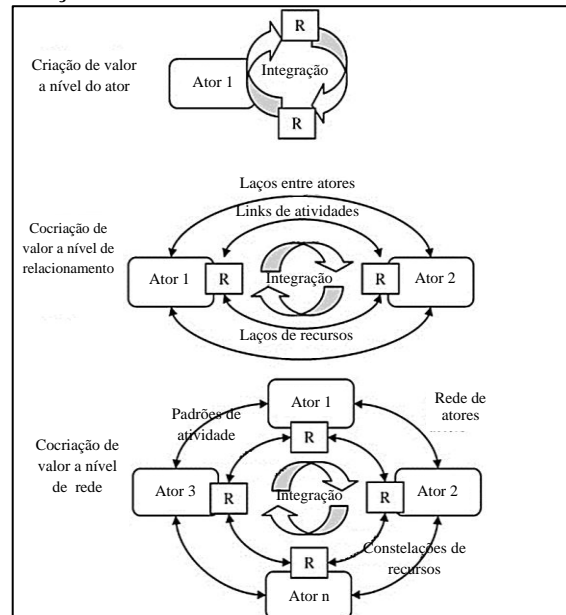 R
Criação de valor
a nível do ator
Ator 1
Integração
R
Laços entre atores
Links de atividades
Cocriação de
valor a nível de
relacionamento
Ator 1
R
Integração
R
Ator 2
Laços de recursos
Ator 1
Rede de
atores
Padrões de
atividade
R
Cocriação de
valor a nível
de rede
Ator 3
R
Integração
R
Ator 2
Constelações de
recursos
R
Ator n